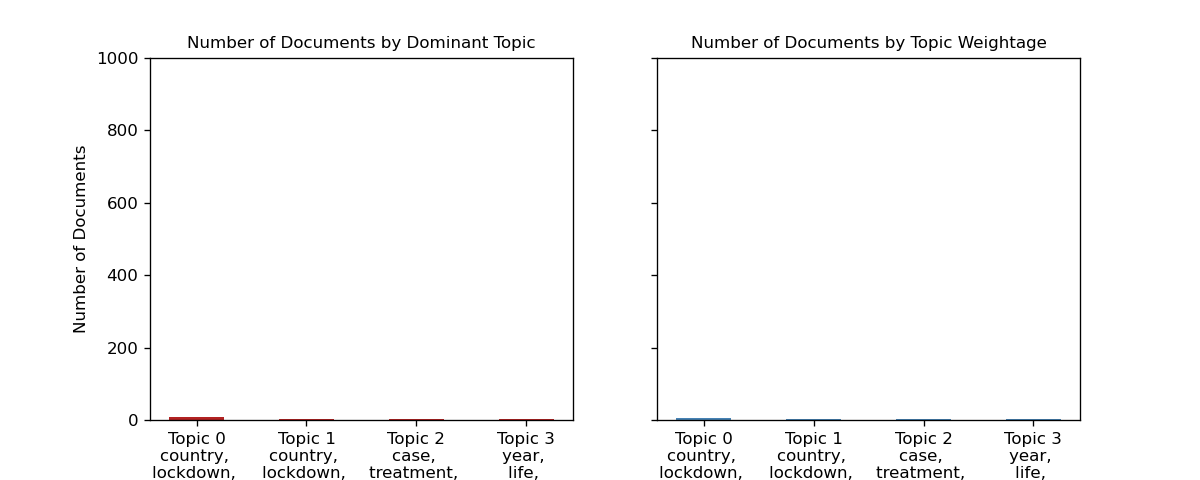 Number of Documents by Dominant Topic
Number of Documents
1000
800
600
400
200
0
Topic 0
country,
lockdown,
Topic 1
country,
lockdown,
Topic 2
case,
treatment,
Topic 3
year,
life,
Number of Documents by Topic Weightage
Topic 0
country,
lockdown,
Topic 1
country,
lockdown,
Topic 2
case,
treatment,
Topic 3
year,
life,